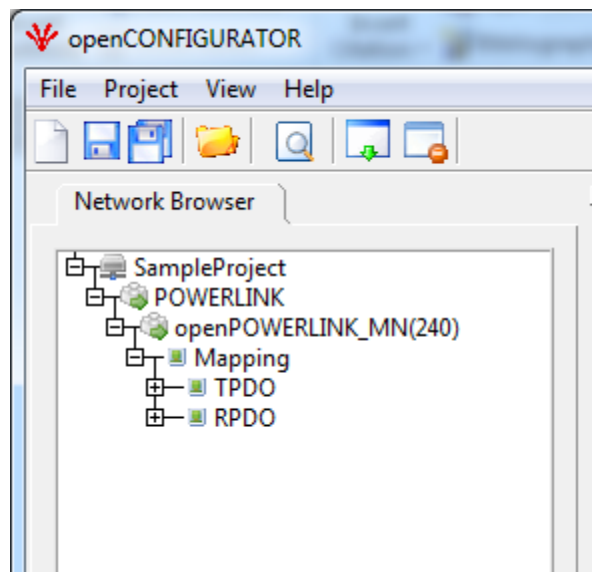 openCONFIGURATOR
File Project View Help
Network Browser
SampleProject
POWERLINK
openPOWERLINK_MN(240)
Mapping
TPDO
RPDO